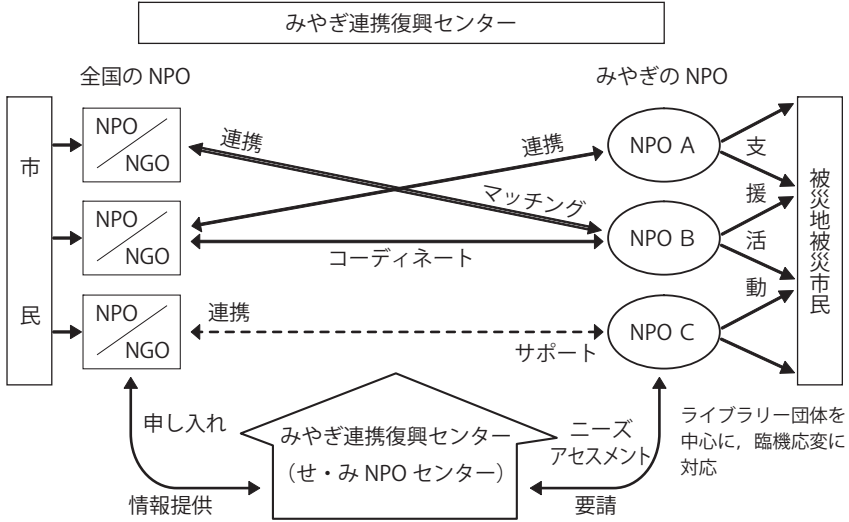 みやぎ連携復興センター
全国の NPO
みやぎの NPO
市民
NPO
NGO
NPO
NGO
NPO
NGO
連携
連携
マッチング
コーディネート
連携
サポート
NPO A
NPO B
NPO C
支援活動
被災地被災市民
申し入れ
情報提供
みやぎ連携復興センター
（せ・み NPO センター）
ニーズ
アセスメント
要請
ライブラリー団体を
中心に，臨機応変に
対応